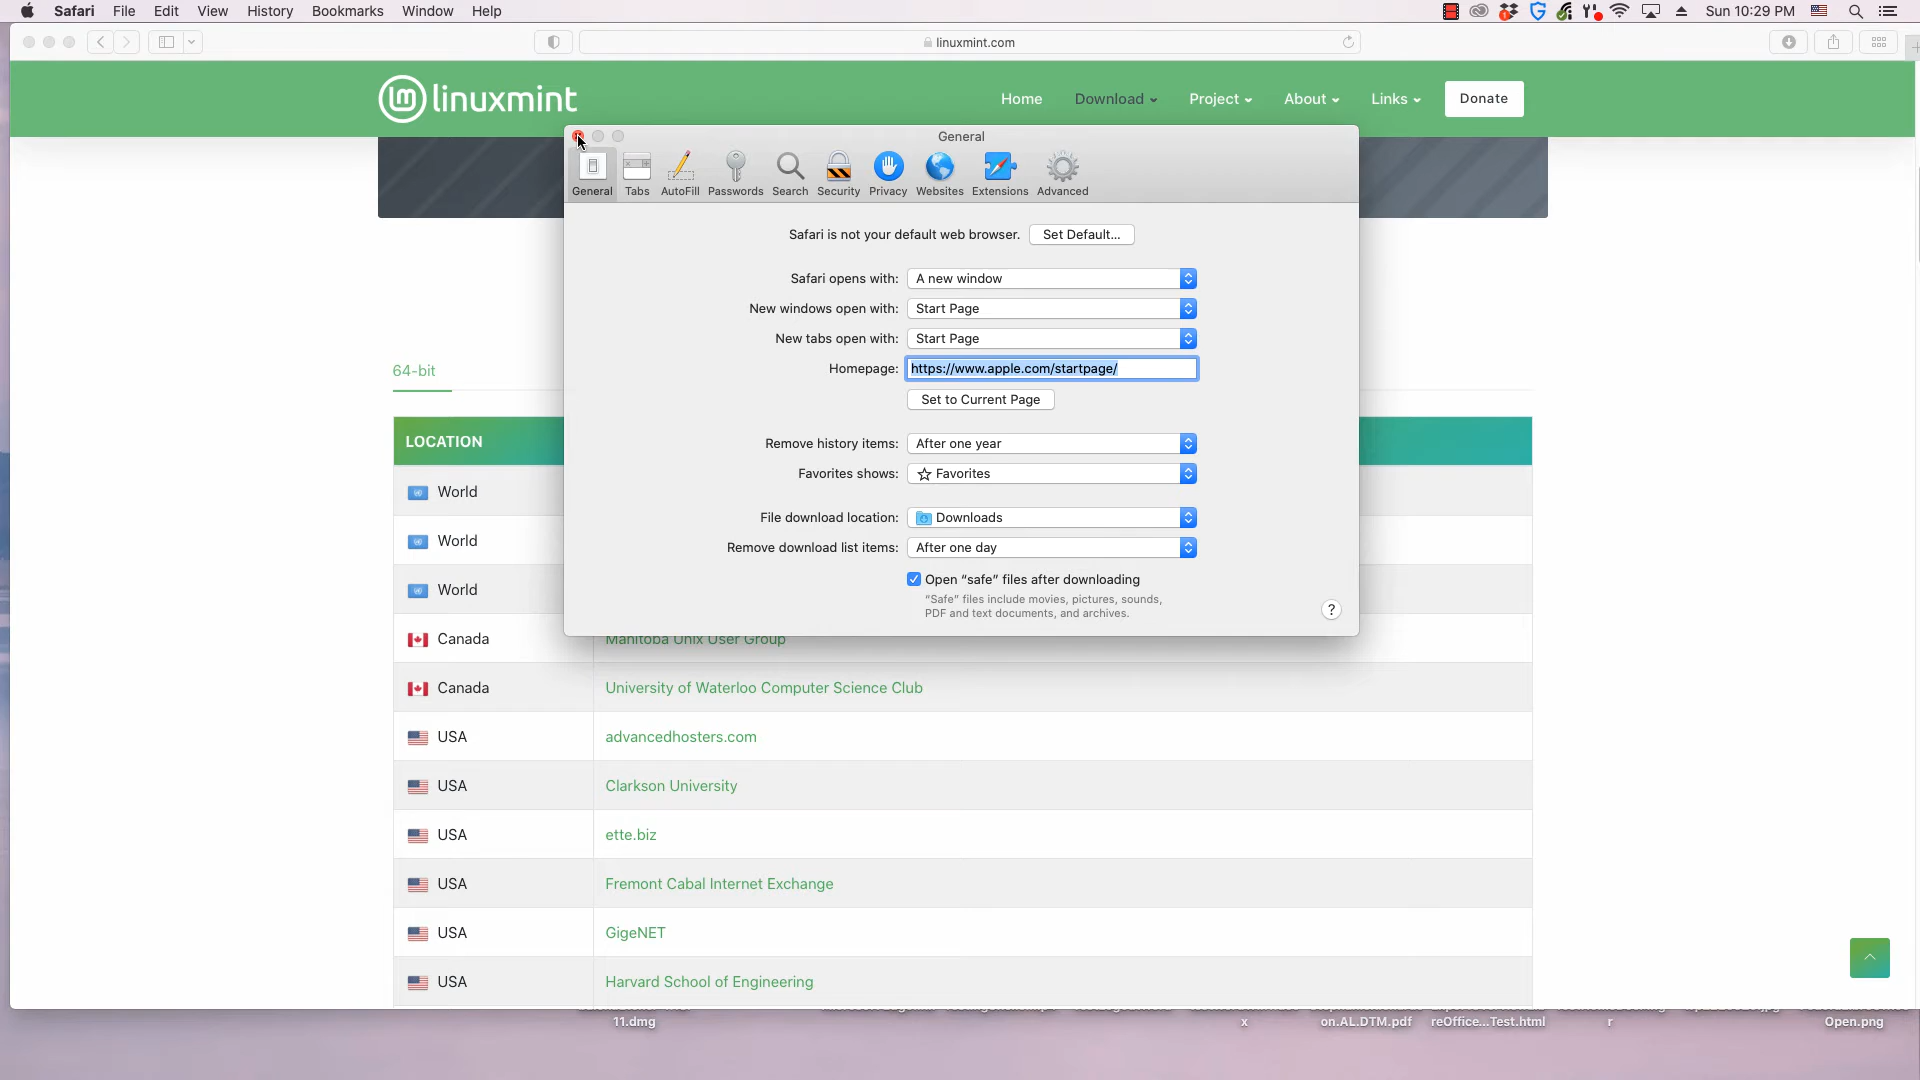 Safari File Edit View History Bookmarks Window Help Sun 10:29 PM
linuxmint.com
linuxmint Home Download Project About Links Donate
General
General Tabs AutoFill Passwords Search Security Privacy Websites Extensions Advanced
Safari is not your default web browser. Set Default...
Safari opens with: A new window
New windows open with: Start Page
New tabs open with: Start Page
Homepage: https://www.apple.com/startpage/
Set to Current Page
Remove history items: After one year
Favorites shows: Favorites
File download location: Downloads
Remove download list items: After one day
Open “safe” files after downloading
“Safe” files include movies, pictures, sounds,
PDF and text documents, and archives.
?
64-bit
LOCATION
World
World
World
Canada Manitoba Unix User Group
Canada University of Waterloo Computer Science Club
USA advancedhosters.com
USA Clarkson University
USA ette.biz
USA Fremont Cabal Internet Exchange
USA GigeNET
USA Harvard School of Engineering
11.dmg x on.AL.DTM.pdf reOffice...Test.html r Open.png